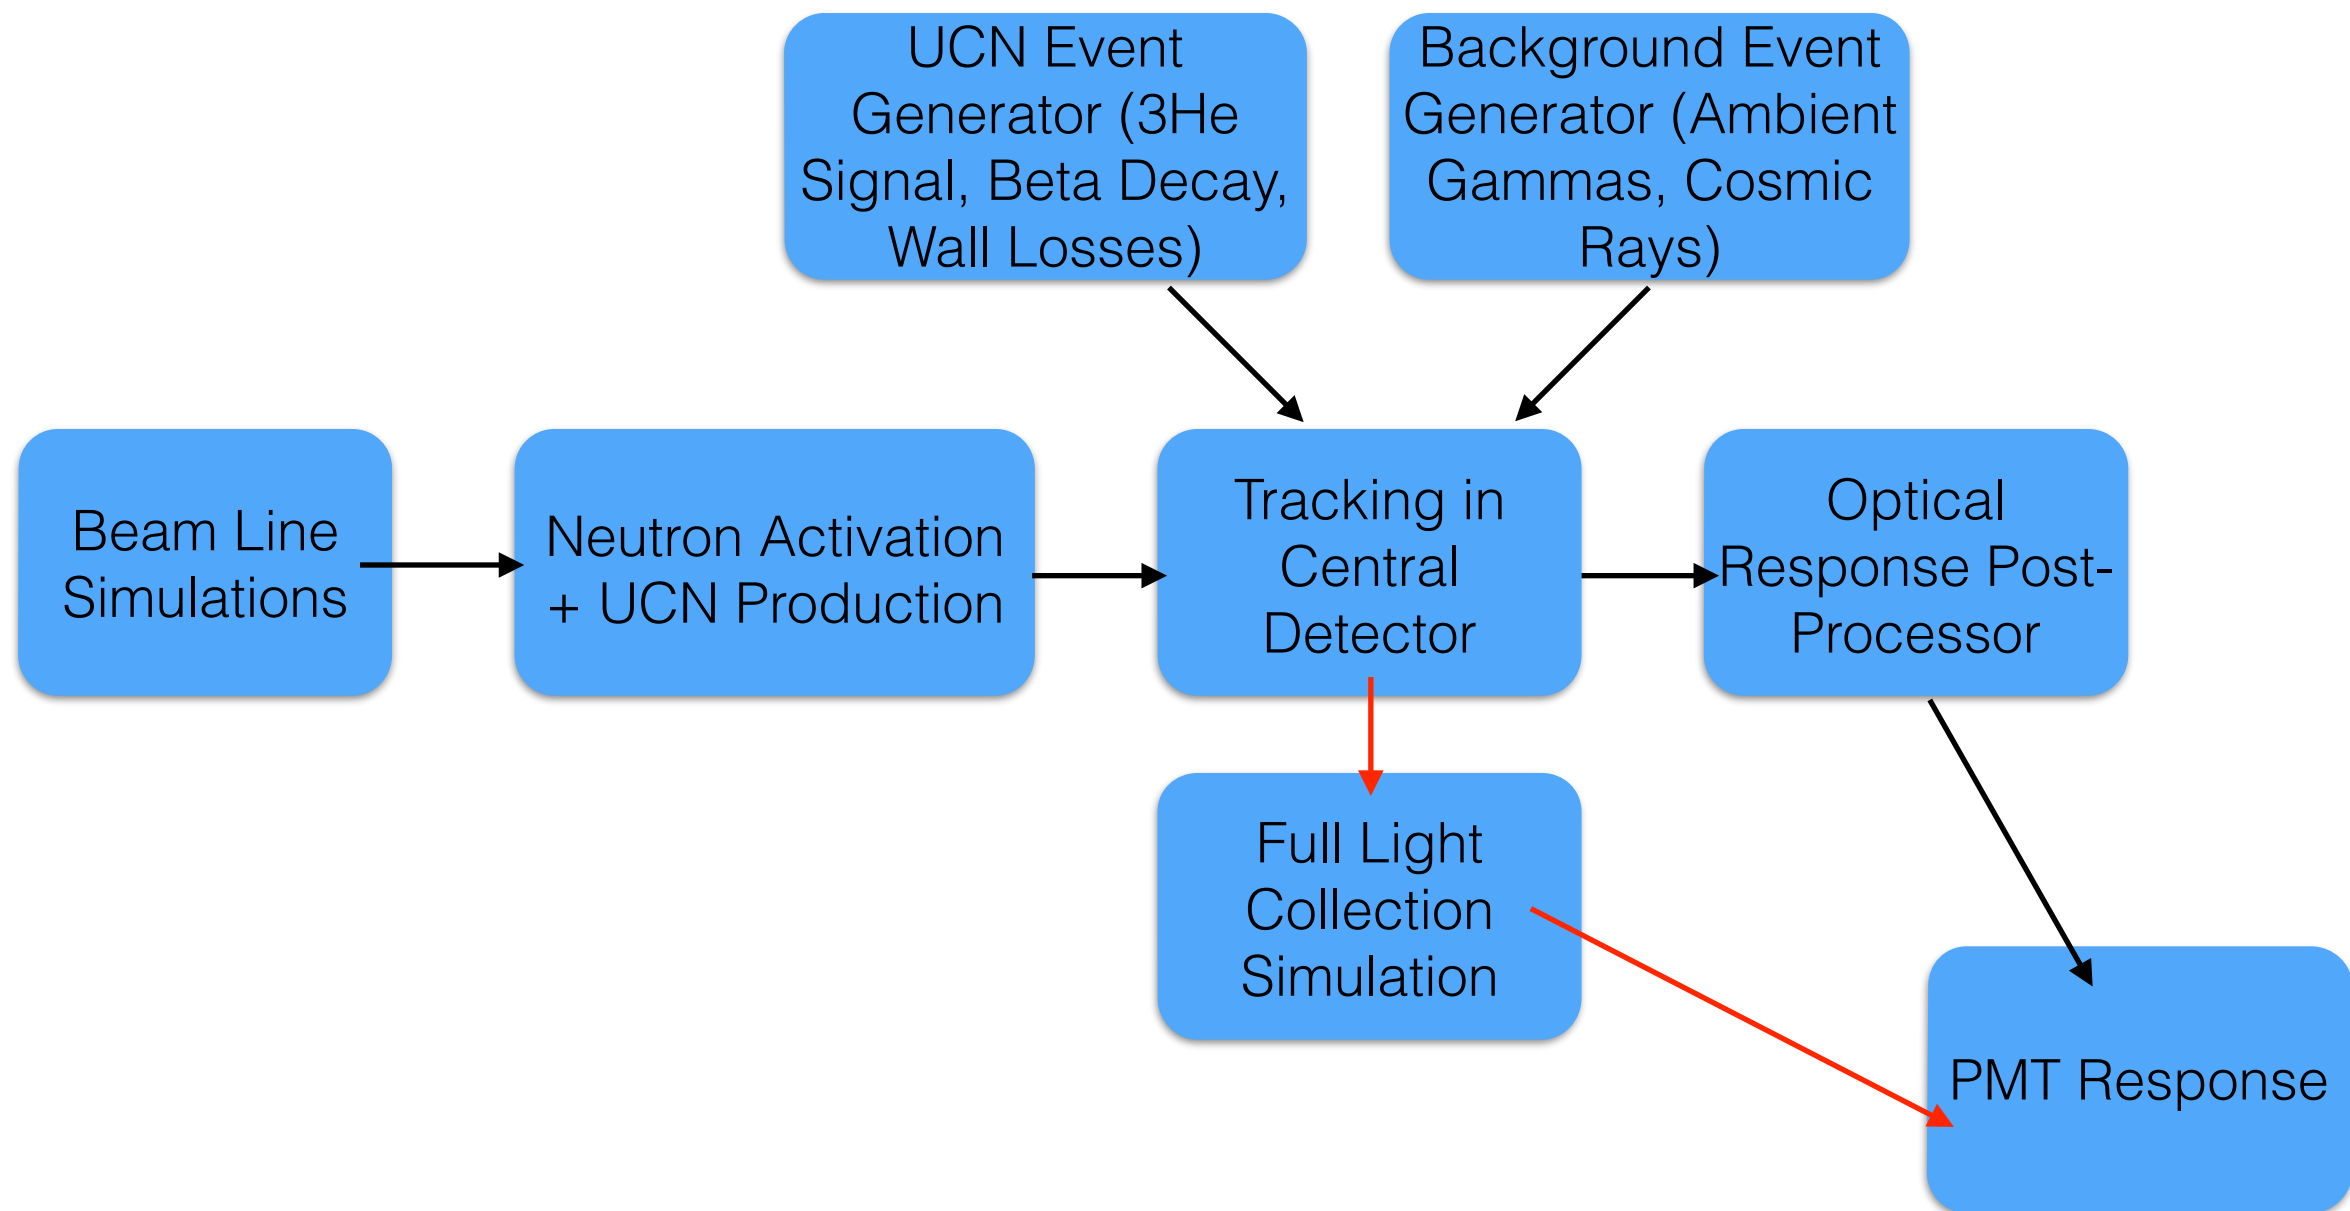 UCN Event
Generator (3He
Signal, Beta Decay,
Wall Losses)
Background Event
Generator (Ambient
Gammas, Cosmic
Rays)
Beam Line
Simulations
Neutron Activation
+ UCN Production
Tracking in
Central
Detector
Optical
Response Post-
Processor
Full Light
Collection
Simulation
PMT Response